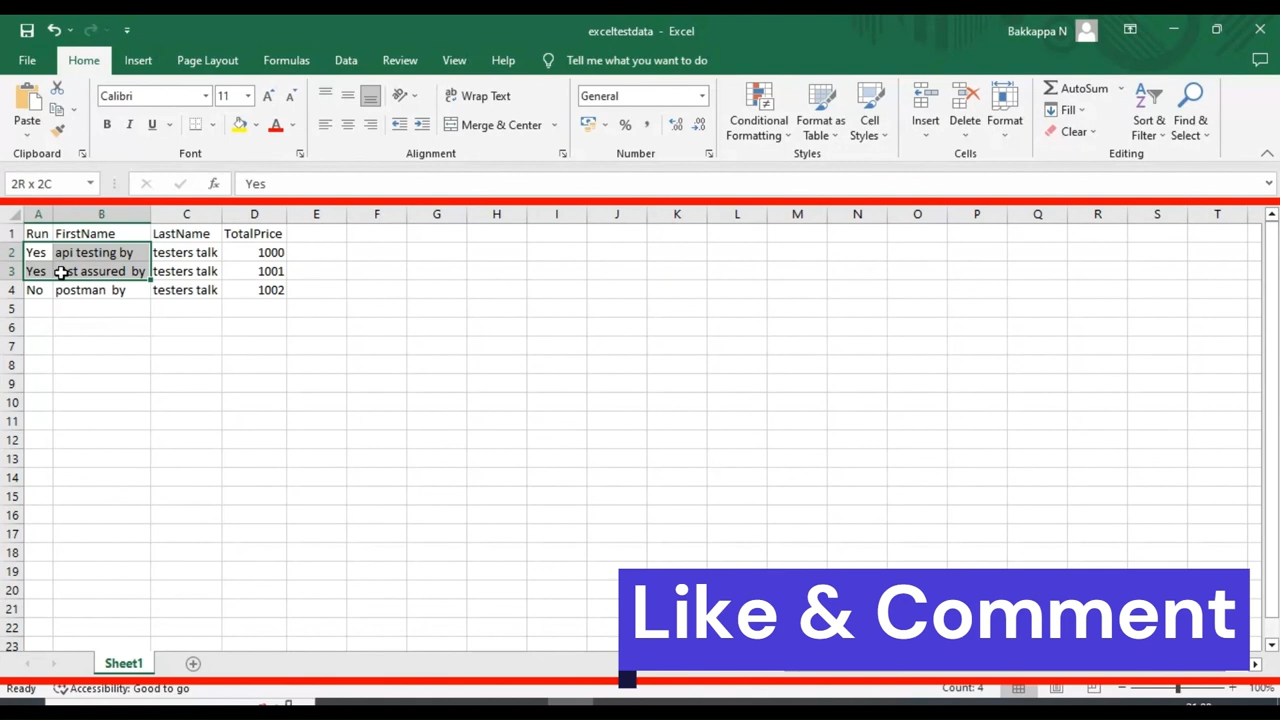 exceltestdata - Excel
Bakkappa N
File Home Insert Page Layout Formulas Data Review View Help Tell me what you want to do
Paste
Clipboard
Calibri 11
B I U
Font
Wrap Text
Merge & Center
Alignment
General
Number
Conditional Formatting
Format as Table
Cell Styles
Styles
Insert
Delete
Format
Cells
AutoSum
Fill
Clear
Sort & Filter
Find & Select
Editing
2R x 2C
Yes
A B C D E F G H I J K L M N O P Q R S T
1 Run FirstName LastName TotalPrice
2 Yes api testing by testers talk 1000
3 Yes assured by testers talk 1001
4 No postman by testers talk 1002
5
6
7
8
9
10
11
12
13
14
15
16
17
18
19
20
21
22
23
Like & Comment
Sheet1
Ready Accessibility: Good to go Count: 4 100%